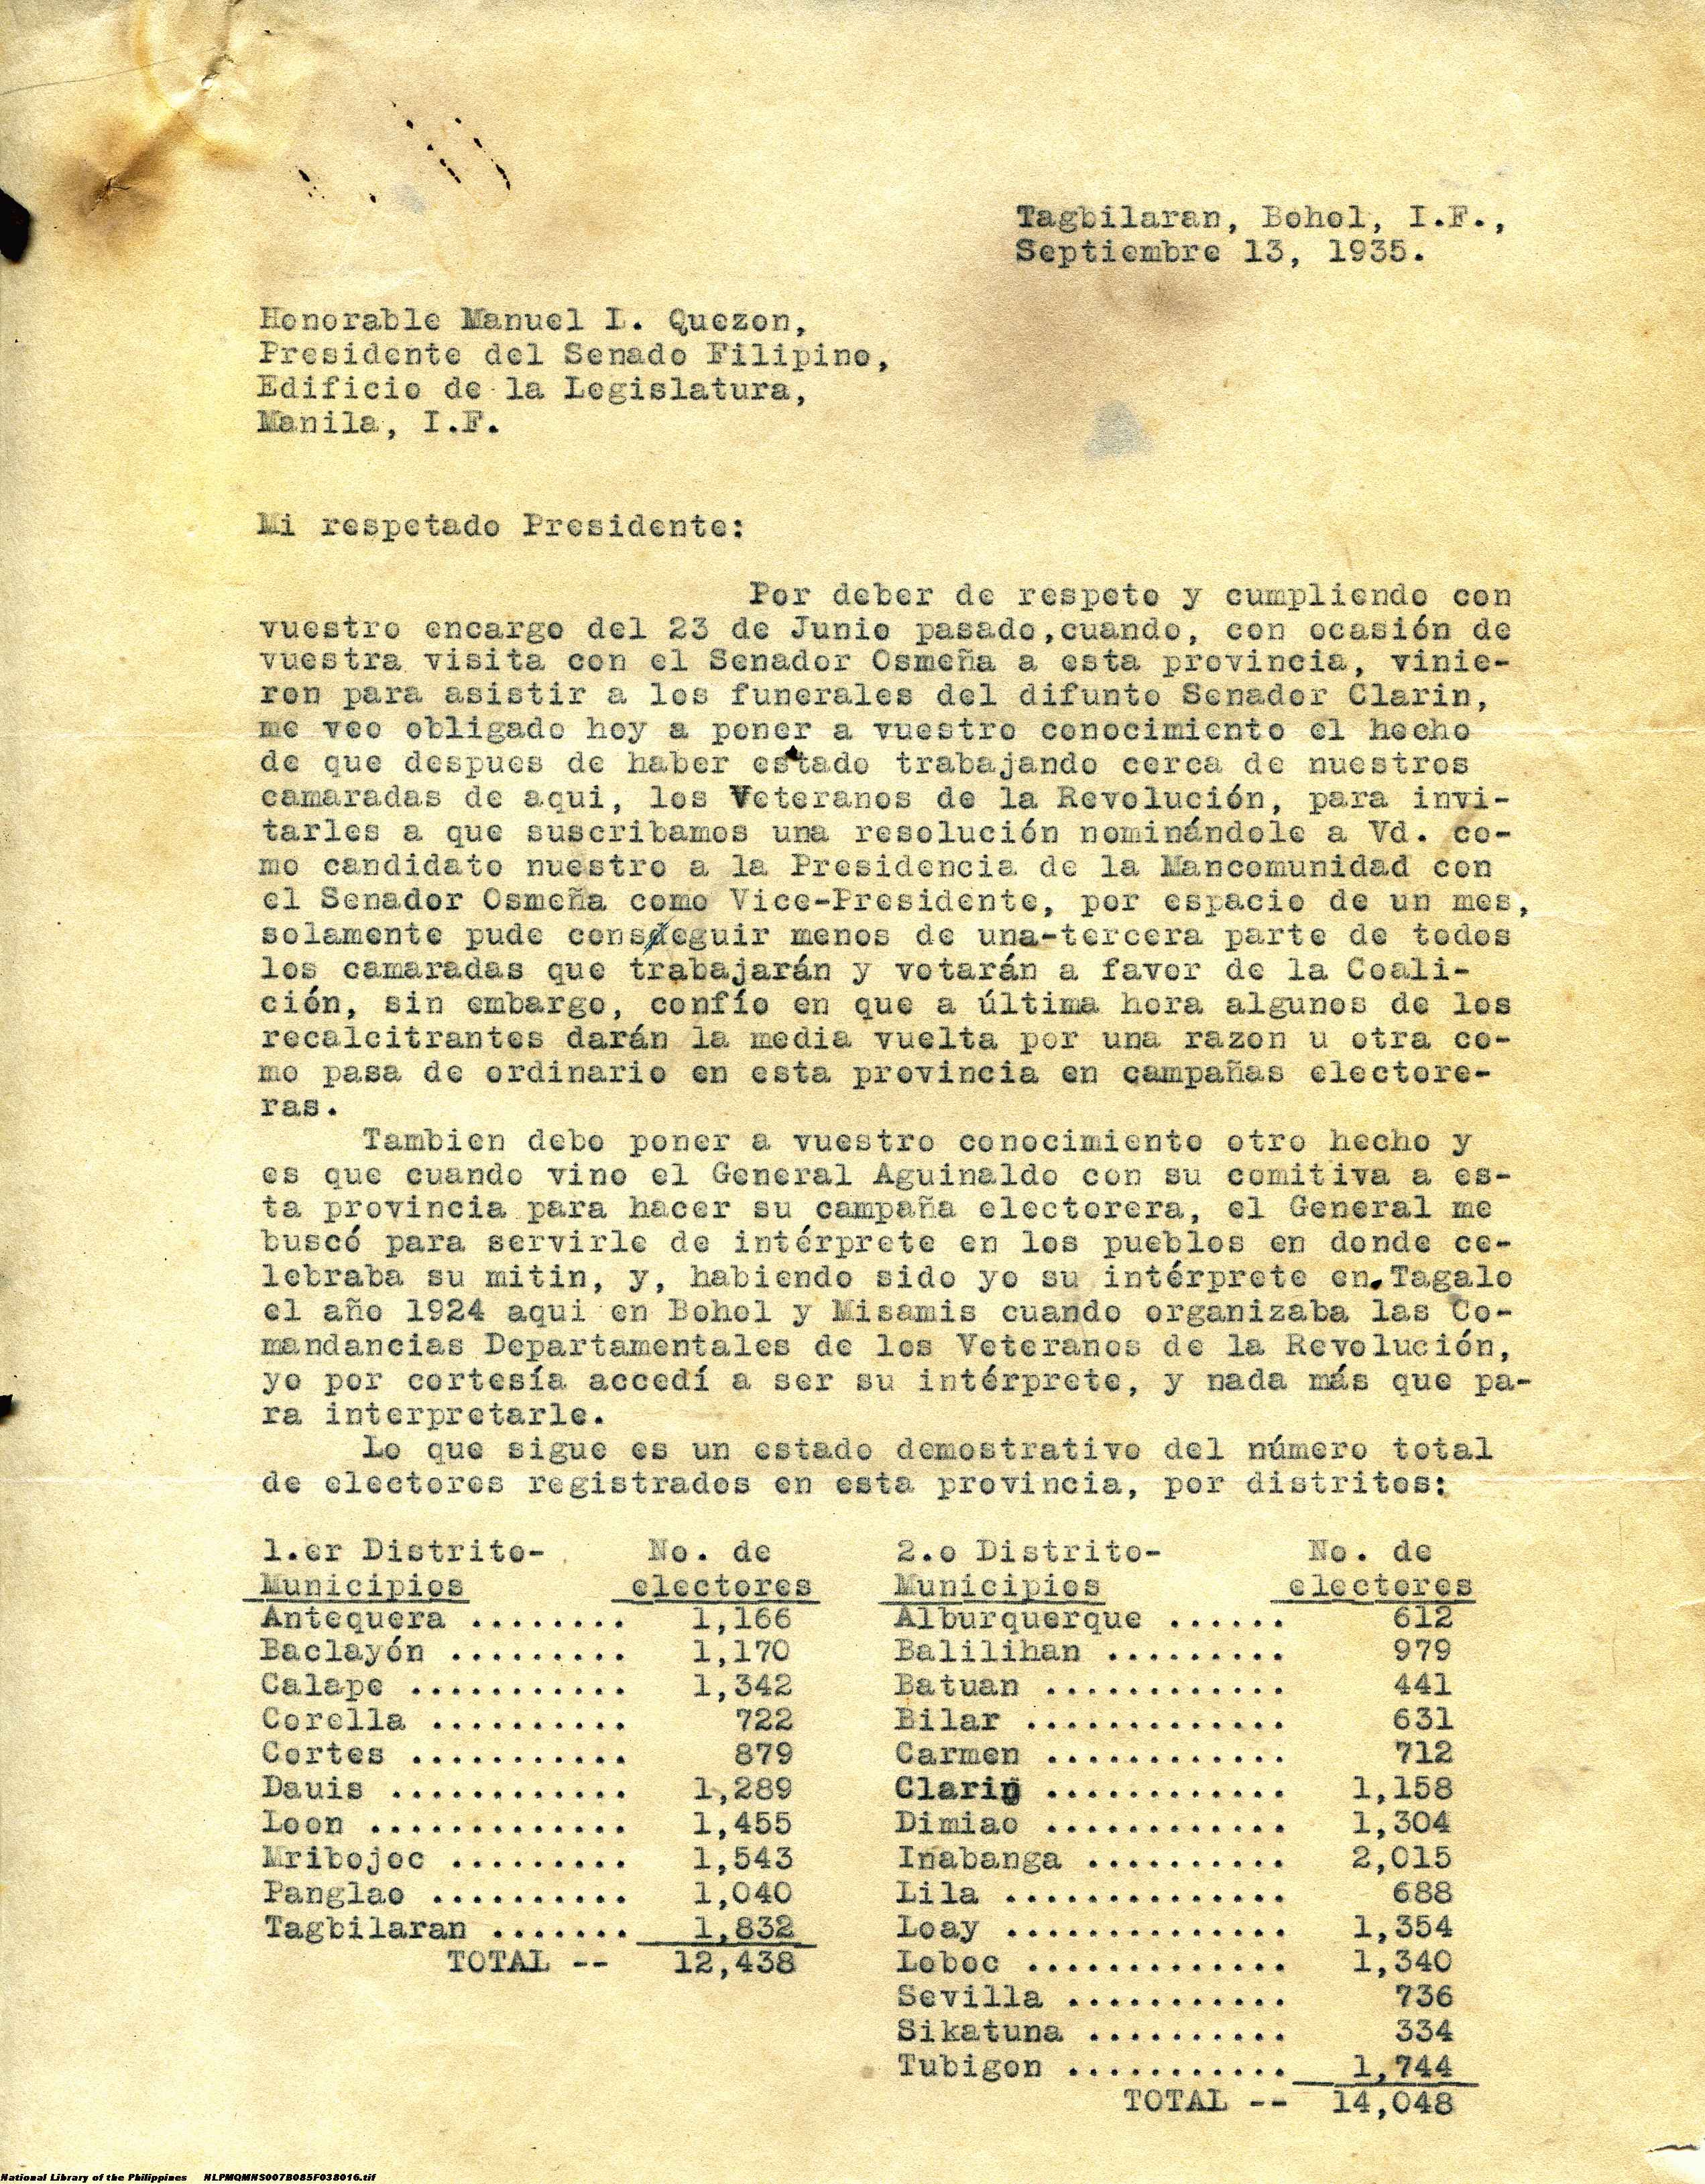 Tagbilaran, Bohol, I.F.,
Septiembre 13, 1935.
Honorable Manuel L. Quezon,
Presidente del Senado Filipino,
Edificio de la Legislatura,
Manila, I.F.
Mi respetado Presidente:
Por deber de respeto y cumpliendo con
vuestro encargo del 23 de Junio pasado,cuando, con ocasión de
vuestra visita con el Senador Osmeña a esta provincia, vinie-
ron para asistir a los funerales del difunto Senador Clarin,
me veo obligado hoy a poner a vuestro conocimiento el hecho
de que despues de haber estado trabajando cerca de nuestros
camaradas de aqui, los Veteranos de la Revolución, para invi-
tarles a que suscribamos una resolución nominándole a Vd. co-
mo candidato nuestro a la Presidencia de la Mancomunidad con
el Senador Osmeña como Vice-Presidente, por espacio de un mes,
solamente pude conseguir menos de una-tercera parte de todos
los camaradas que trabajarán y votarán a favor de la Coali-
ción, sin embargo, confío en que a última hora algunos de los
recalcitrantes darán la media vuelta por una razon u otra co-
mo pasa de ordinario en esta provincia en campañas electore-
ras.
Tambien debo poner a vuestro conocimiento otro hecho y
es que cuando vino el General Aguinaldo con su comitiva a es-
ta provincia para hacer su campaña electorera, el General me
buscó para servirle de intérprete en los pueblos en donde ce-
lebraba su mitin, y, habiendo sido yo su intérprete en Tagalo
el año 1924 aqui en Bohol y Misamis cuando organizaba las Co-
mandancias Departamentales de los Veteranos de la Revolución,
yo por cortesía accedí a ser su intérprete, y nada más que pa-
ra interpretarle.
Lo que sigue es un estado demostrativo del número total
de electores registrados en esta provincia, por distritos:
1.er Distrito- No. de 2.o Distrito- No. de
Municipios electores Municipios electores
Antequera ........ 1,166 Alburquerque ...... 612
Baclayón ......... 1,170 Balilihan ......... 979
Calape ........... 1,342 Batuan ............ 441
Corella .......... 722 Bilar ............. 631
Cortes ........... 879 Carmen ............ 712
Dauis ............ 1,289 Clarin ............ 1,158
Loon ............. 1,455 Dimiao ............ 1,304
Mribojoc ......... 1,543 Inabanga .......... 2,015
Panglao .......... 1,040 Lila .............. 688
Tagbilaran ....... 1,832 Loay .............. 1,354
TOTAL -- 12,438 Loboc ............. 1,340
Sevilla ........... 736
Sikatuna .......... 334
Tubigon ........... 1,744
TOTAL -- 14,048
National Library of the Philippines NLPMQMNS007B085F038016.tif